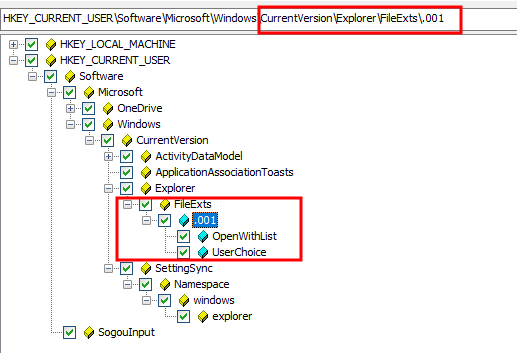 HKEY_CURRENT_USER\Software\Microsoft\Windows\CurrentVersion\Explorer\FileExts\.001
HKEY_LOCAL_MACHINE
HKEY_CURRENT_USER
Software
Microsoft
OneDrive
Windows
CurrentVersion
ActivityDataModel
ApplicationAssociationToasts
Explorer
FileExts
.001
OpenWithList
UserChoice
SettingSync
Namespace
windows
explorer
SogouInput